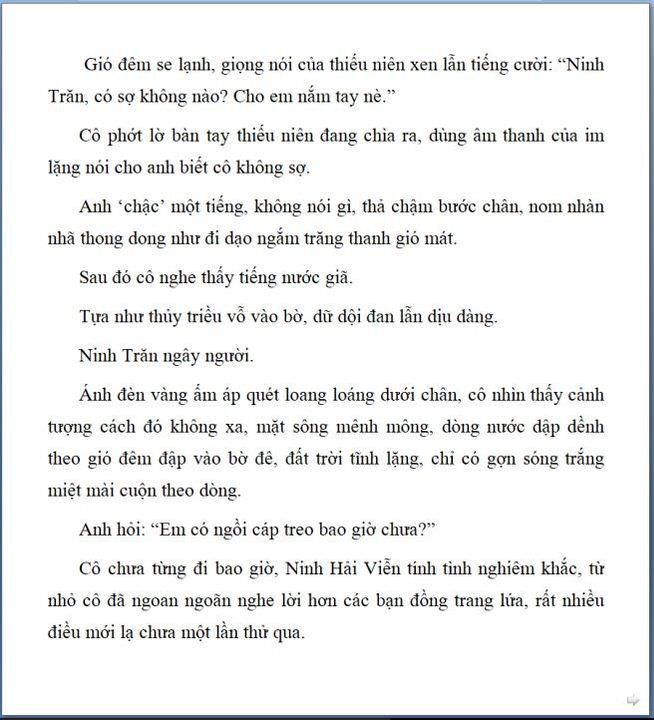 Gió đêm se lạnh, giọng nói của thiếu niên xen lẫn tiếng cười: “Ninh
Trăn, có sợ không nào? Cho em nắm tay nè.”
Cô phớt lờ bàn tay thiếu niên đang chìa ra, dùng âm thanh của im
lặng nói cho anh biết cô không sợ.
Anh ‘chậc’ một tiếng, không nói gì, thả chậm bước chân, nom nhàn
nhã thong dong như đi dạo ngắm trăng thanh gió mát.
Sau đó cô nghe thấy tiếng nước giã.
Tựa như thủy triều vỗ vào bờ, dữ dội đan lẫn dịu dàng.
Ninh Trăn ngây người.
Ánh đèn vàng ấm áp quét loang loáng dưới chân, cô nhìn thấy cảnh
tượng cách đó không xa, mặt sông mênh mông, dòng nước dập dềnh
theo gió đêm đập vào bờ đê, đất trời tĩnh lặng, chỉ có gợn sóng trắng
miệt mài cuộn theo dòng.
Anh hỏi: “Em có ngồi cáp treo bao giờ chưa?”
Cô chưa từng đi bao giờ, Ninh Hải Viễn tính tình nghiêm khắc, từ
nhỏ cô đã ngoan ngoãn nghe lời hơn các bạn đồng trang lứa, rất nhiều
điều mới lạ chưa một lần thử qua.